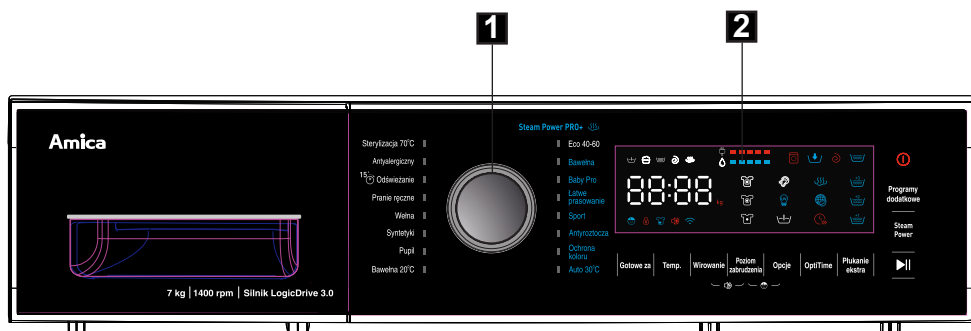 1
2
Amica
7 kg | 1400 rpm | Silnik LogicDrive 3.0
Steam Power PRO+
Sterylizacja 70°C
Antyalergiczny
15' Odświeżanie
Pranie ręczne
Wełna
Syntetyki
Pupil
Bawełna 20°C
Eco 40-60
Bawełna
Baby Pro
Łatwe
prasowanie
Sport
Antyroztocza
Ochrona
koloru
Auto 30°C
88:88
kg
Gotowe za
Temp.
Wirowanie
Poziom
zabrudzenia
Opcje
OptiTime
Płukanie
ekstra
Programy
dodatkowe
Steam
Power